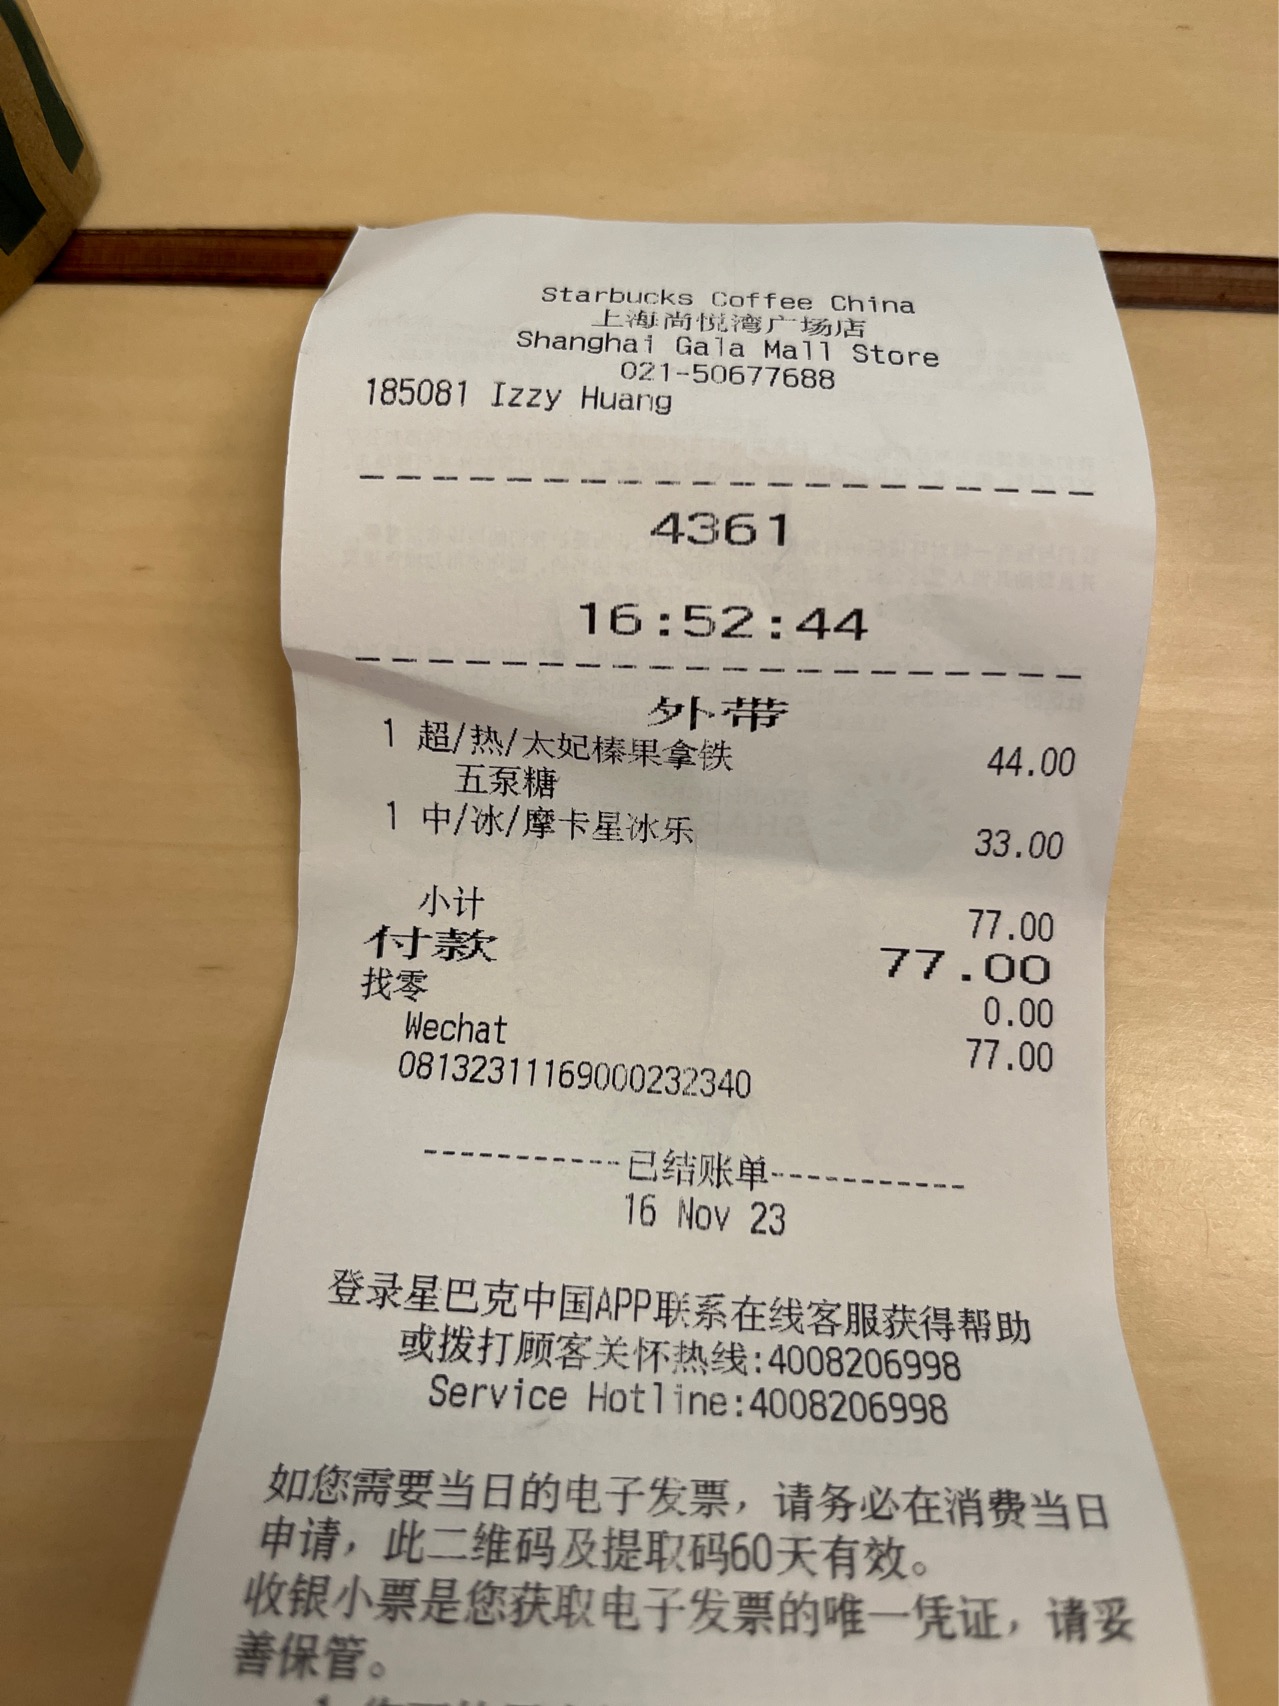 Starbucks Coffee China
上海尚悦湾广场店
Shanghai Gala Mall Store
021-50677688
185081 Izzy Huang
4361
16:52:44
外带
1 超/热/太妃榛果拿铁 44.00
五泵糖
1 中/冰/摩卡星冰乐 33.00
小计 77.00
付款 77.00
找零 0.00
Wechat 77.00
08132311169000232340
-----------已结账单-----------
16 Nov 23
登录星巴克中国APP联系在线客服获得帮助
或拨打顾客关怀热线:4008206998
Service Hotline:4008206998
如您需要当日的电子发票，请务必在消费当日
申请，此二维码及提取码60天有效。
收银小票是您获取电子发票的唯一凭证，请妥
善保管。